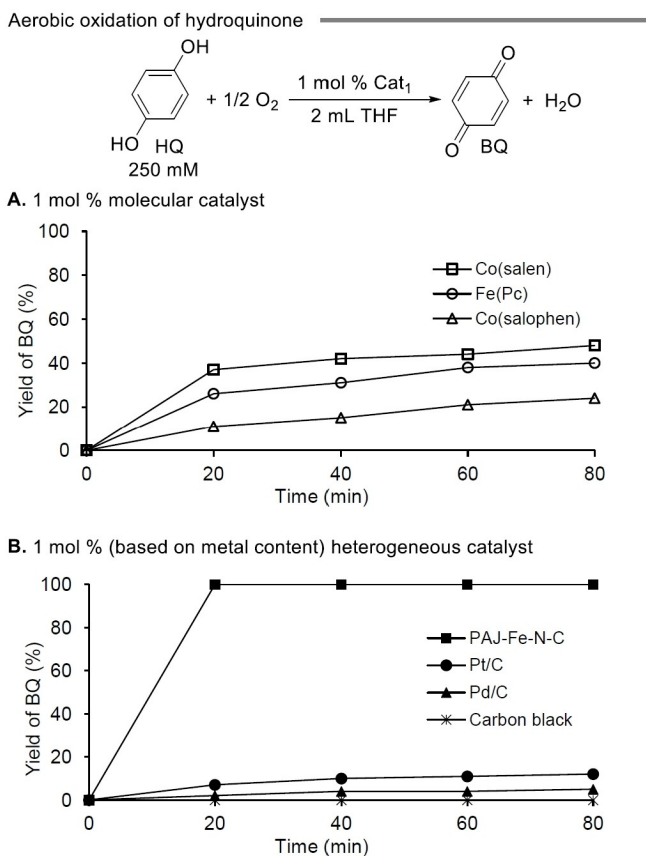 Aerobic oxidation of hydroquinone
OH
HO HQ
250 mM
+ 1/2 O₂
1 mol % Cat₁
2 mL THF
O
O
BQ
+ H₂O
A. 1 mol % molecular catalyst
Yield of BQ (%)
100
80
60
40
20
0
Co(salen)
Fe(Pc)
Co(salophen)
0 20 40 60 80
Time (min)
B. 1 mol % (based on metal content) heterogeneous catalyst
Yield of BQ (%)
100
80
60
40
20
0
PAJ-Fe-N-C
Pt/C
Pd/C
Carbon black
0 20 40 60 80
Time (min)